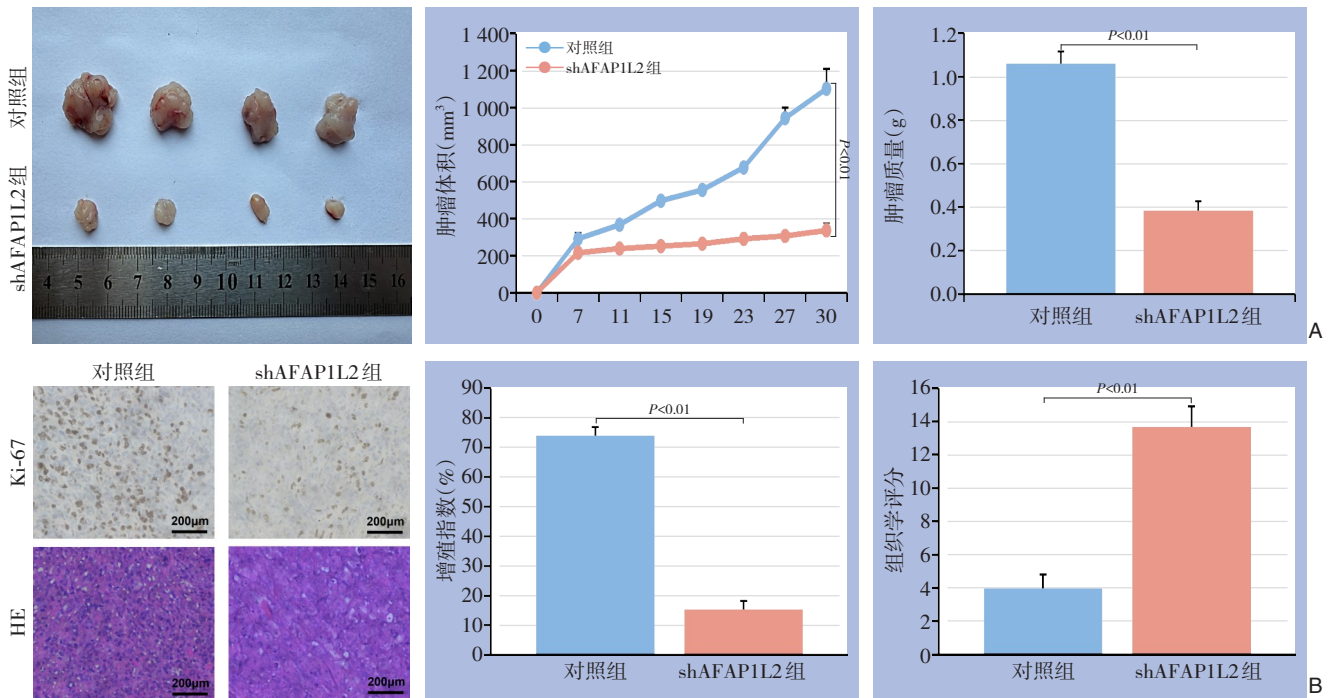 对照组
shAFAP1L2组
4 5 6 7 8 9 10 11 12 13 14 15 16
肿瘤体积(mm³)
1 400
1 200
1 000
800
600
400
200
0
对照组
shAFAP1L2组
P<0.01
0 7 11 15 19 23 27 30
肿瘤质量(g)
1.2
1.0
0.8
0.6
0.4
0.2
0.0
P<0.01
对照组 shAFAP1L2组
A
对照组 shAFAP1L2组
Ki-67
200μm 200μm
HE
200μm 200μm
增殖指数(%)
90
80
70
60
50
40
30
20
10
0
P<0.01
对照组 shAFAP1L2组
组织学评分
16
14
12
10
8
6
4
2
0
P<0.01
对照组 shAFAP1L2组
B